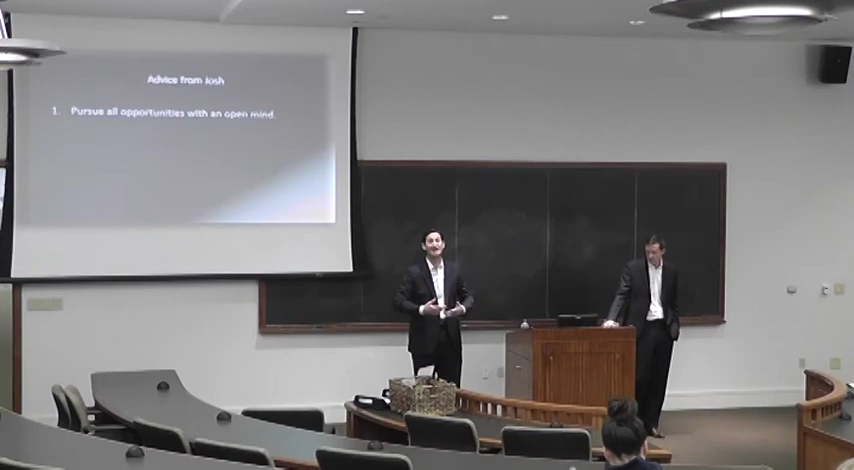 Advice from Josh
1. Pursue all opportunities with an open mind.